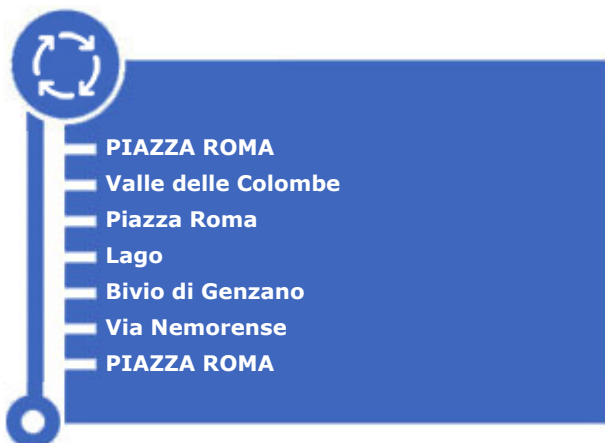 PIAZZA ROMA
Valle delle Colombe
Piazza Roma
Lago
Bivio di Genzano
Via Nemorense
PIAZZA ROMA